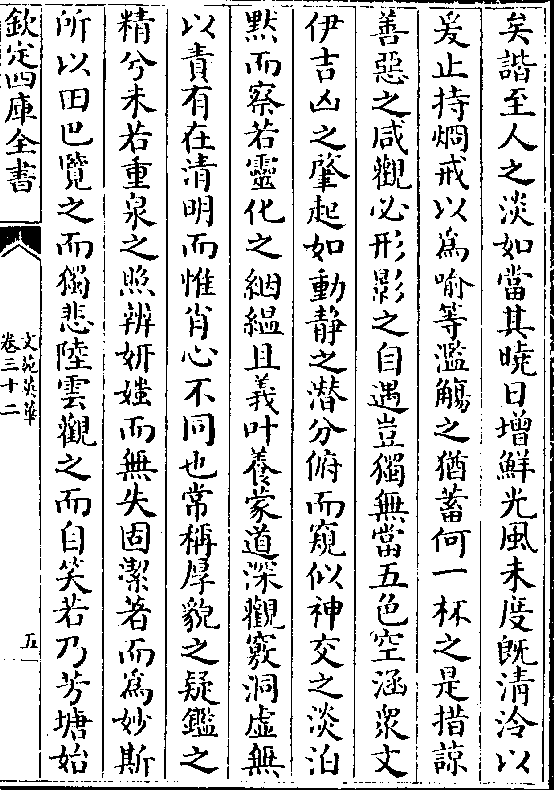 矣諧至人之淡如當其曉日增鮮光風未度既清泠以
爰止持烱戒以為喻等濫觴之猶蓄何一杯之是措諒
善惡之咸觀必形影之自遇豈獨無當五色空涵衆文
伊吉凶之肇起如動静之潜分俯而窺似神交之淡泊
黙而察若靈化之絪緼且義叶養蒙道深觀竅洞虚無
以責有在清明而惟肖心不同也常稱厚貌之疑鑑之
精兮未若重泉之照辨妍媸而無失固潔著而為妙斯
所以田巴覽之而獨悲陸雲觀之而自笑若乃芳塘始
欽定四庫全書
文苑英華
卷三十二
五